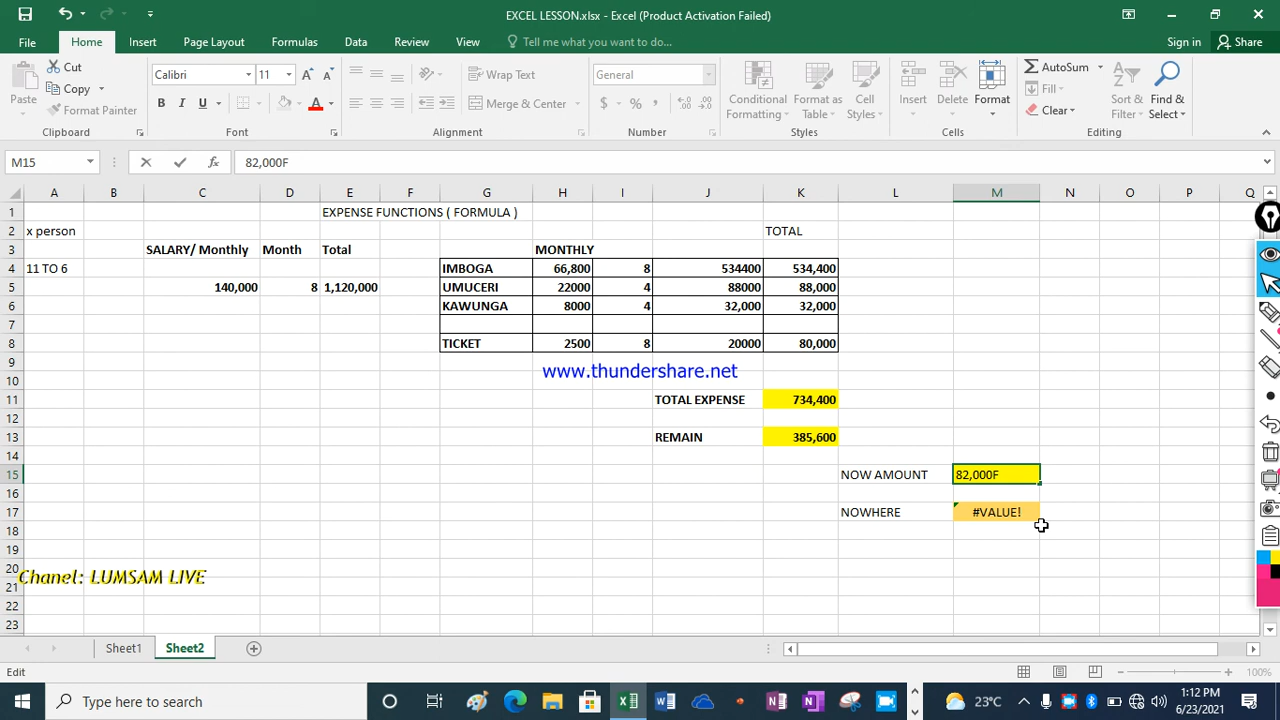 EXCEL LESSON.xlsx - Excel (Product Activation Failed)
File Home Insert Page Layout Formulas Data Review View Tell me what you want to do... Sign in Share
Paste Cut Copy Format Painter
Calibri 11 A A
B I U A
Wrap Text
Merge & Center
General
$ % ,
Conditional Formatting
Format as Table
Cell Styles
Insert Delete Format
AutoSum
Fill
Clear
Sort & Filter
Find & Select
Clipboard Font Alignment Number Styles Cells Editing
M15 fx 82,000F
A B C D E F G H I J K L M N O P Q
1 EXPENSE FUNCTIONS ( FORMULA )
2 x person TOTAL
3 SALARY/ Monthly Month Total MONTHLY
4 11 TO 6 IMBOGA 66,800 8 534400 534,400
5 140,000 8 1,120,000 UMUCERI 22000 4 88000 88,000
6 KAWUNGA 8000 4 32,000 32,000
7
8 TICKET 2500 8 20000 80,000
9
www.thundershare.net
10
11 TOTAL EXPENSE 734,400
12
13 REMAIN 385,600
14
15 NOW AMOUNT 82,000F
16
17 NOWHERE #VALUE!
18
19
20
Chanel: LUMSAM LIVE
21
22
23
Sheet1 Sheet2
Edit 100%
Type here to search 23°C 1:12 PM
6/23/2021